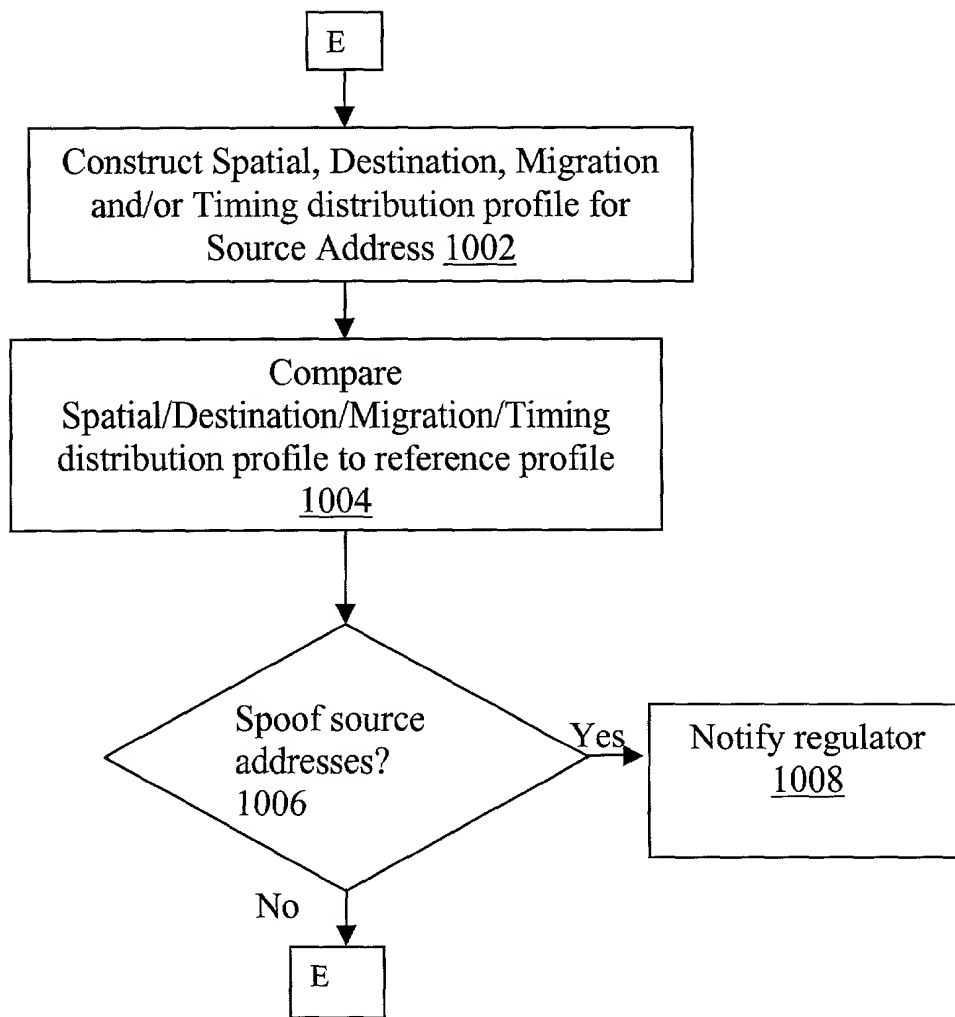 E
Construct Spatial, Destination, Migration
and/or Timing distribution profile for
Source Address 1002
Compare
Spatial/Destination/Migration/Timing
distribution profile to reference profile
1004
Spoof source
addresses?
1006
Yes
Notify regulator
1008
No
E